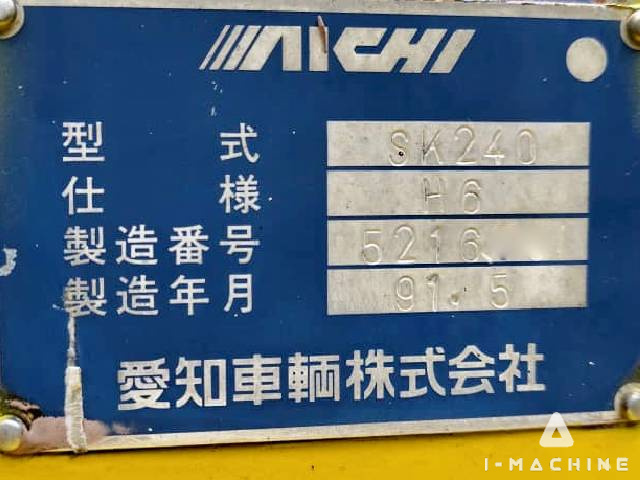 AICHI
型式 SK240
仕様 H6
製造番号 5216
製造年月 91.5
愛知車輌株式会社
I-MACHINE